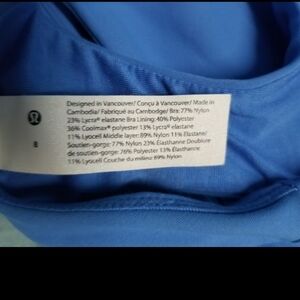 Designed in Vancouver/ Conçu à Vancouver/ Made in
Cambodia/ Fabriqué au Cambodge/ Bra: 77% Nylon
23% Lycra® elastane Bra Lining: 40% Polyester
36% Coolmax® polyester 13% Lycra® elastane
11% Lyocell Middle layer: 89% Nylon 11% Elastane/
Soutien-gorge: 77% Nylon 23% Élasthanne Doublure
de soutien-gorge: 76% Polyester 13% Élasthanne
11% Lyocell Couche du milieu: 89% Nylon
8